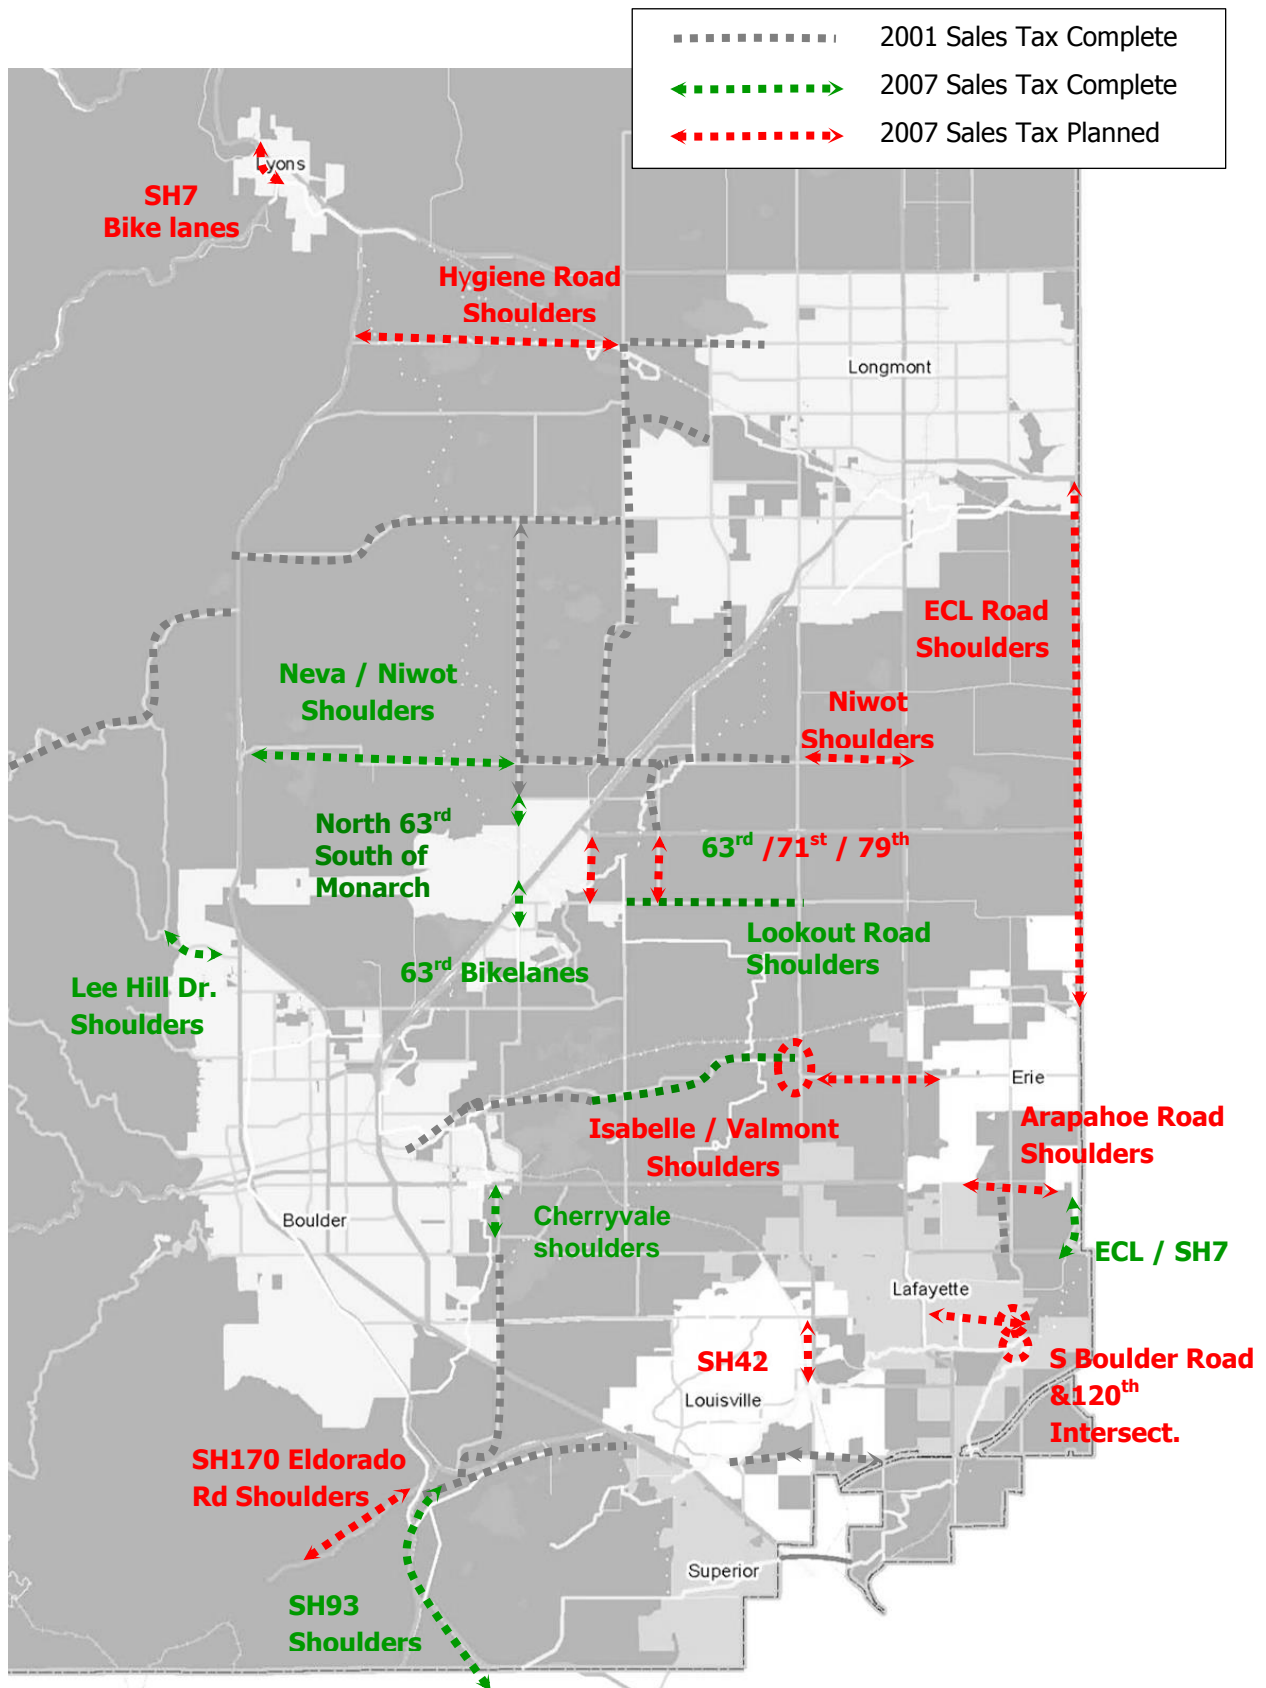 2001 Sales Tax Complete
2007 Sales Tax Complete
2007 Sales Tax Planned
Lyons
SH7
Bike lanes
Hygiene Road
Shoulders
Longmont
ECL Road
Shoulders
Neva / Niwot
Shoulders
Niwot
Shoulders
North 63rd
South of
Monarch
63rd /71st / 79th
Lookout Road
Shoulders
63rd Bikelanes
Lee Hill Dr.
Shoulders
Erie
Isabelle / Valmont
Shoulders
Arapahoe Road
Shoulders
Boulder
Cherryvale
shoulders
ECL / SH7
Lafayette
SH42
Louisville
S Boulder Road
&120th
Intersect.
SH170 Eldorado
Rd Shoulders
Superior
SH93
Shoulders